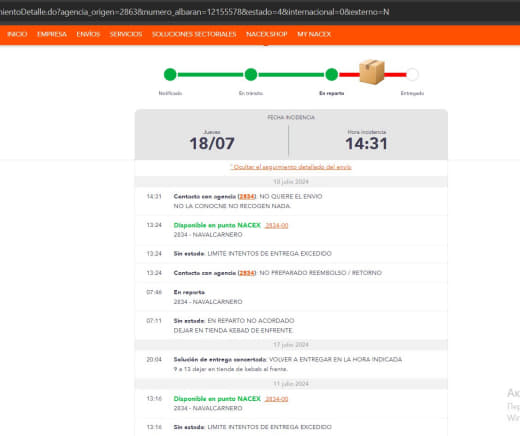 mientoDetalle.do?agencia_origen=2863&numero_albaran=12155578&estado=4&internacional=0&externo=N
INICIO EMPRESA ENVÍOS SERVICIOS SOLUCIONES SECTORIALES NACEX.SHOP MY NACEX
Notificado En tránsito En reparto Entregado
FECHA INCIDENCIA
Jueves Hora incidencia
18/07 14:31
Ocultar el seguimiento detallado del envío
18 julio 2024
14:31 Contacto con agencia (2834): NO QUIERE EL ENVIO
NO LA CONOCNE NO RECOGEN NADA.
13:24 Disponible en punto NACEX 2834-00
2834 - NAVALCARNERO
13:24 Sin estado: LIMITE INTENTOS DE ENTREGA EXCEDIDO
13:24 Contacto con agencia (2834): NO PREPARADO REEMBOLSO / RETORNO
07:46 En reparto
2834 - NAVALCARNERO
07:11 Sin estado: EN REPARTO NO ACORDADO
DEJAR EN TIENDA KEBAD DE ENFRENTE.
17 julio 2024
20:04 Solución de entrega concertada: VOLVER A ENTREGAR EN LA HORA INDICADA
9 a 13 dejar en tienda de kebab al frente.
11 julio 2024
13:16 Disponible en punto NACEX 2834-00
2834 - NAVALCARNERO
13:16 Sin estado: LIMITE INTENTOS DE ENTREGA EXCEDIDO